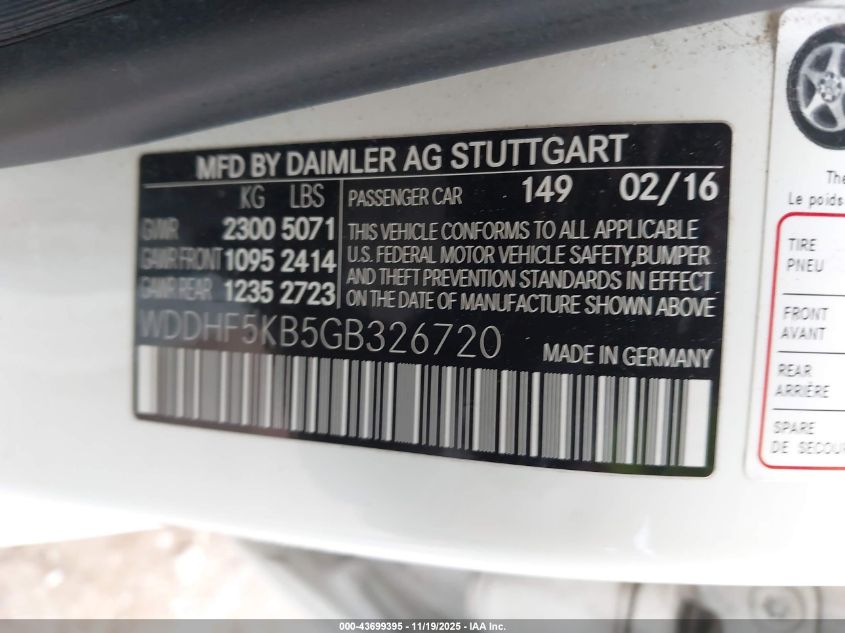 MFD BY DAIMLER AG STUTTGART
KG LBS
GVWR 2300 5071
GAWR FRONT 1095 2414
GAWR REAR 1235 2723
PASSENGER CAR 149 02/16
THIS VEHICLE CONFORMS TO ALL APPLICABLE
U.S. FEDERAL MOTOR VEHICLE SAFETY,BUMPER
AND THEFT PREVENTION STANDARDS IN EFFECT
ON THE DATE OF MANUFACTURE SHOWN ABOVE
WDDHF5KB5GB326720
MADE IN GERMANY
The
Le poids
TIRE
PNEU
FRONT
AVANT
REAR
ARRIÈRE
SPARE
DE SECOU
000-43699395 - 11/19/2025 - IAA Inc.